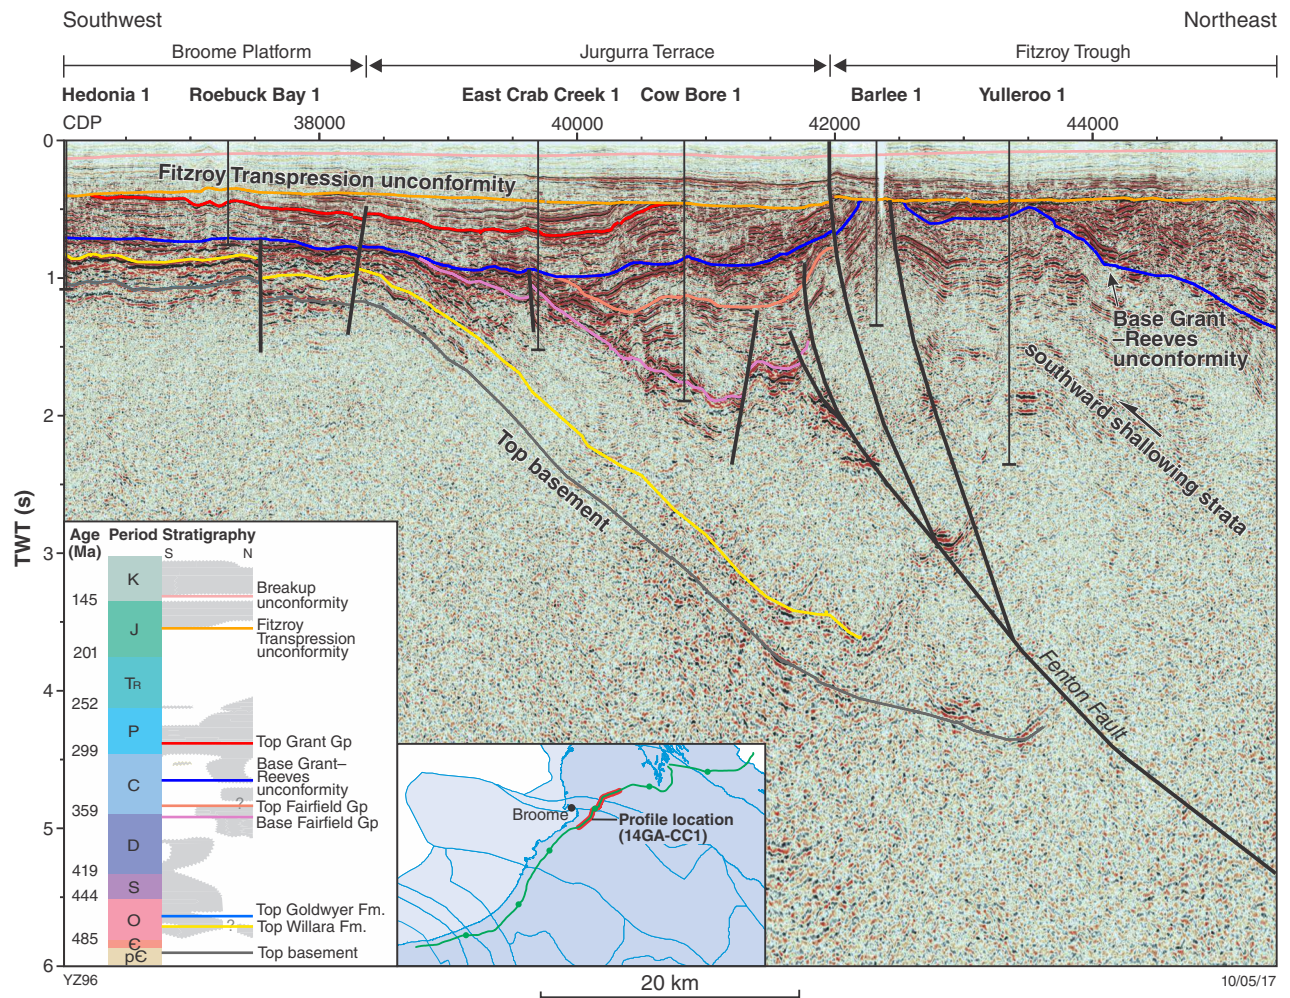 Southwest
Northeast
Broome Platform
Jurgurra Terrace
Fitzroy Trough
Hedonia 1
Roebuck Bay 1
East Crab Creek 1
Cow Bore 1
Barlee 1
Yulleroo 1
CDP
38000
40000
42000
44000
0
1
2
3
4
5
6
TWT (s)
Fitzroy Transpression unconformity
Base Grant
–Reeves
unconformity
southward shallowing strata
Top basement
Fenton Fault
Age
(Ma)
Period
Stratigraphy
S
N
K
145
J
201
TR
252
P
299
C
359
D
419
S
444
O
485
Є
pЄ
Breakup
unconformity
Fitzroy
Transpression
unconformity
Top Grant Gp
Base Grant–
Reeves
unconformity
?
Top Fairfield Gp
Base Fairfield Gp
Top Goldwyer Fm.
?
Top Willara Fm.
Top basement
Broome
Profile location
(14GA-CC1)
YZ96
20 km
10/05/17